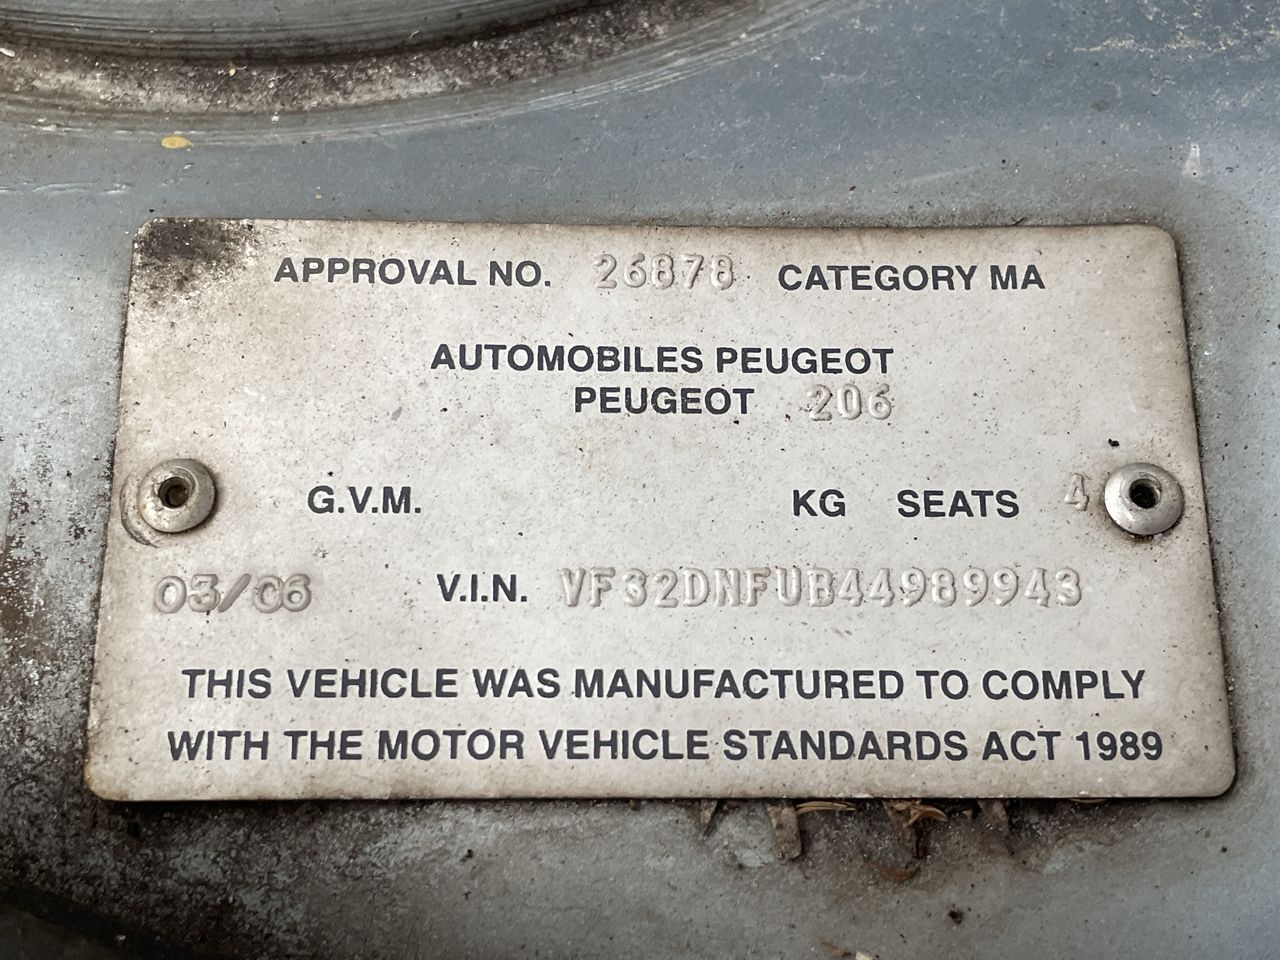 APPROVAL NO. 26878 CATEGORY MA
AUTOMOBILES PEUGEOT
PEUGEOT 206
G.V.M. KG SEATS 4
03/06 V.I.N. VF32DNFUB44989943
THIS VEHICLE WAS MANUFACTURED TO COMPLY
WITH THE MOTOR VEHICLE STANDARDS ACT 1989